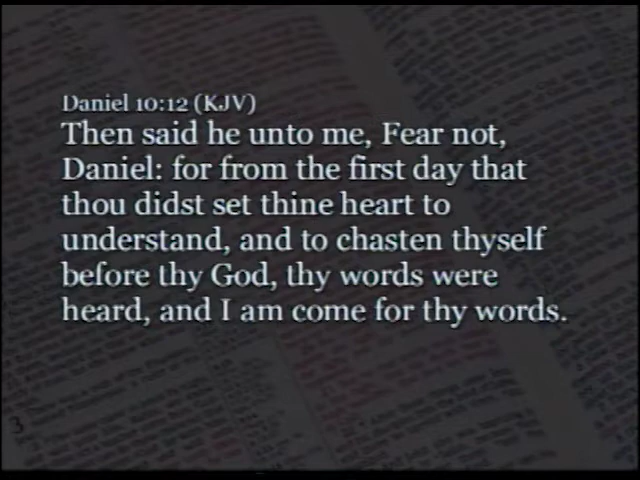 Daniel 10:12 (KJV)
Then said he unto me, Fear not,
Daniel: for from the first day that
thou didst set thine heart to
understand, and to chasten thyself
before thy God, thy words were
heard, and I am come for thy words.
3